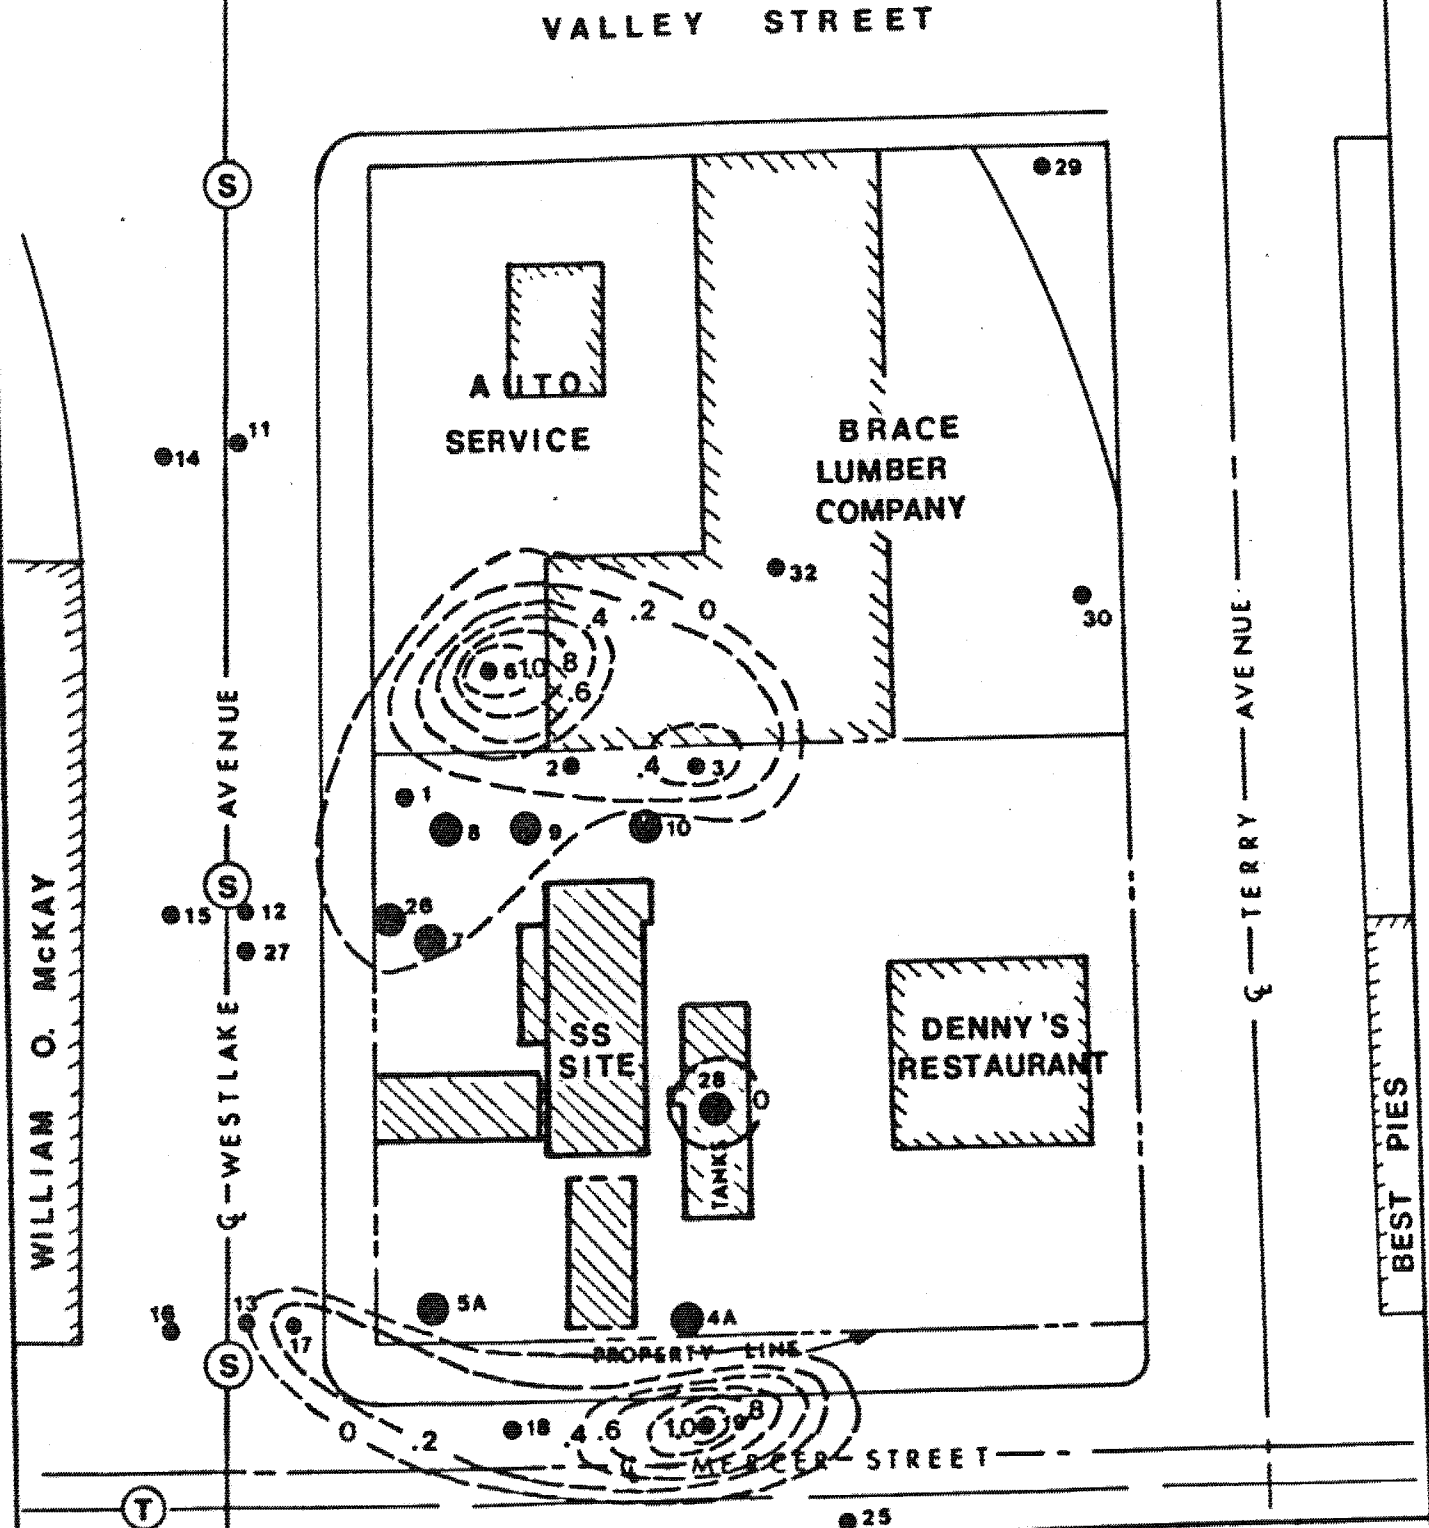 VALLEY STREET
S
29
AUTO
SERVICE
11
14
BRACE
LUMBER
COMPANY
32
30
.4 .2 0
6 1.0 .8
.6
2 .4 3
1
8 9 10
26
7
S
15 12
27
WILLIAM O. McKAY
℄ WESTLAKE AVENUE
℄ TERRY AVENUE
SS
SITE
28
0
TANKS
DENNY'S
RESTAURANT
BEST PIES
5A
4A
16 13
17
S
PROPERTY LINE
0 .2 18 .4 .6 1.0 19 .8
℄ MERCER STREET
T
25